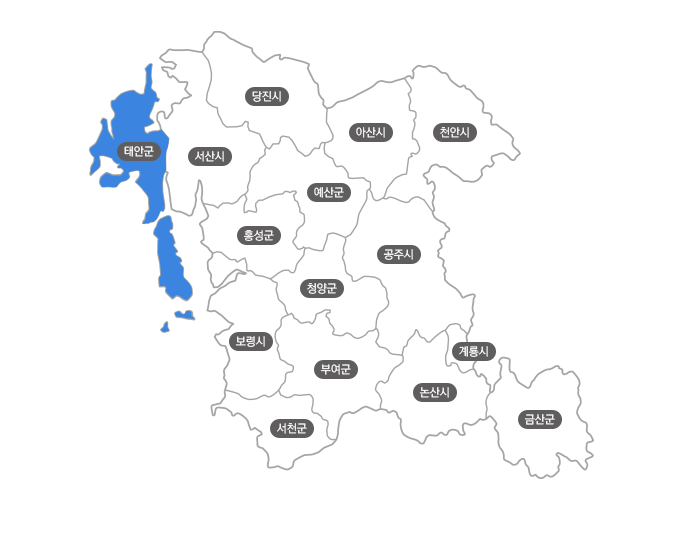 당진시
아산시
천안시
태안군
서산시
예산군
홍성군
공주시
청양군
보령시
계룡시
부여군
논산시
금산군
서천군